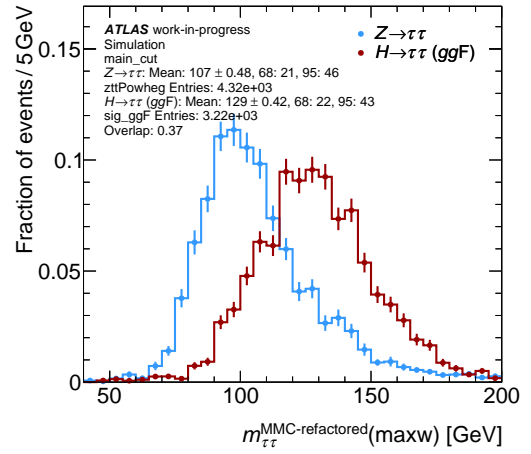 0.15
0.1
0.05
0
Fraction of events / 5 GeV
ATLAS work-in-progress
Simulation
main_cut
Z→ττ: Mean: 107 ± 0.48, 68: 21, 95: 46
zttPowheg Entries: 4.32e+03
H→ττ (ggF): Mean: 129 ± 0.42, 68: 22, 95: 43
sig_ggF Entries: 3.22e+03
Overlap: 0.37
Z→ττ
H→ττ (ggF)
50 100 150 200
m_{ττ}^{MMC-refactored}(maxw) [GeV]